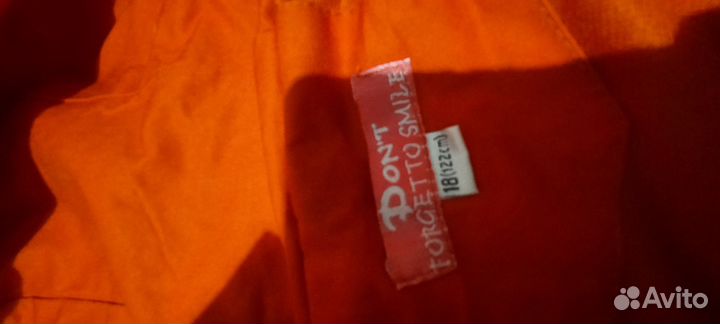 DON'T
FORGET TO SMILE
18(122cm)
Avito